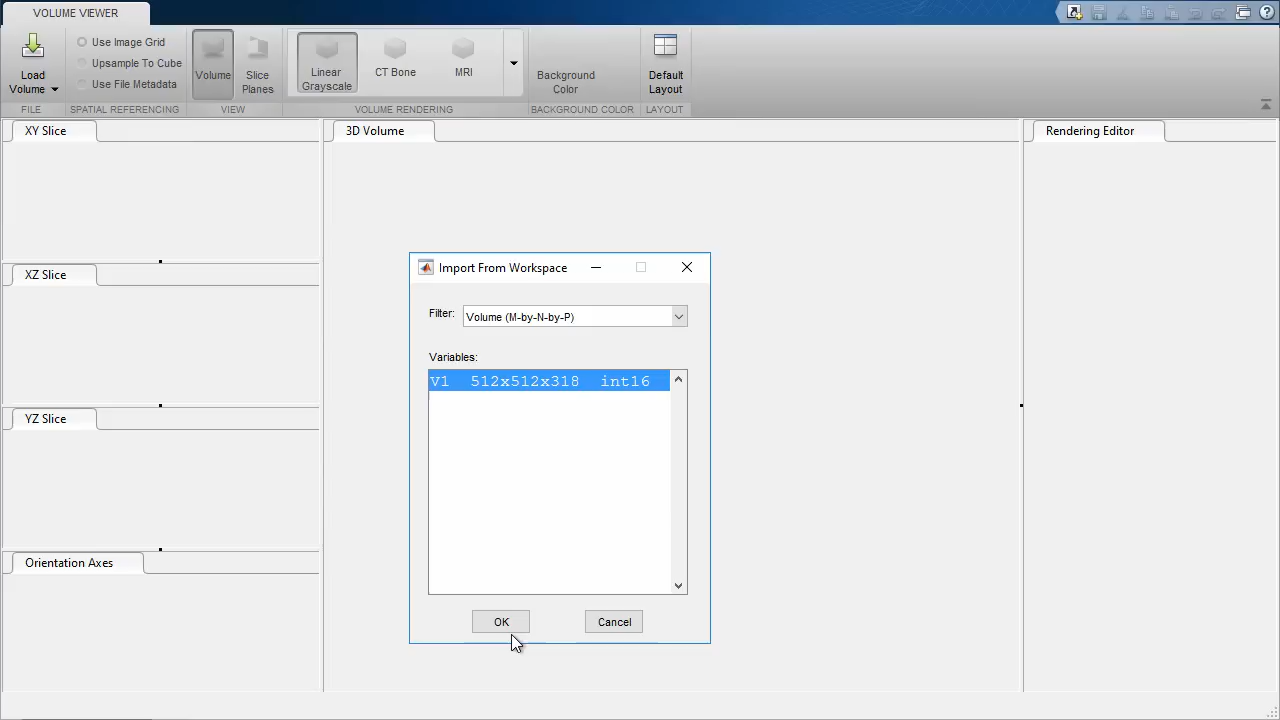 VOLUME VIEWER
Load
Volume
Use Image Grid
Upsample To Cube
Use File Metadata
Volume
Slice
Planes
Linear
Grayscale
CT Bone
MRI
Background
Color
Default
Layout
FILE
SPATIAL REFERENCING
VIEW
VOLUME RENDERING
BACKGROUND COLOR
LAYOUT
XY Slice
3D Volume
Rendering Editor
XZ Slice
YZ Slice
Orientation Axes
Import From Workspace
Filter:
Volume (M-by-N-by-P)
Variables:
V1 512x512x318 int16
OK
Cancel